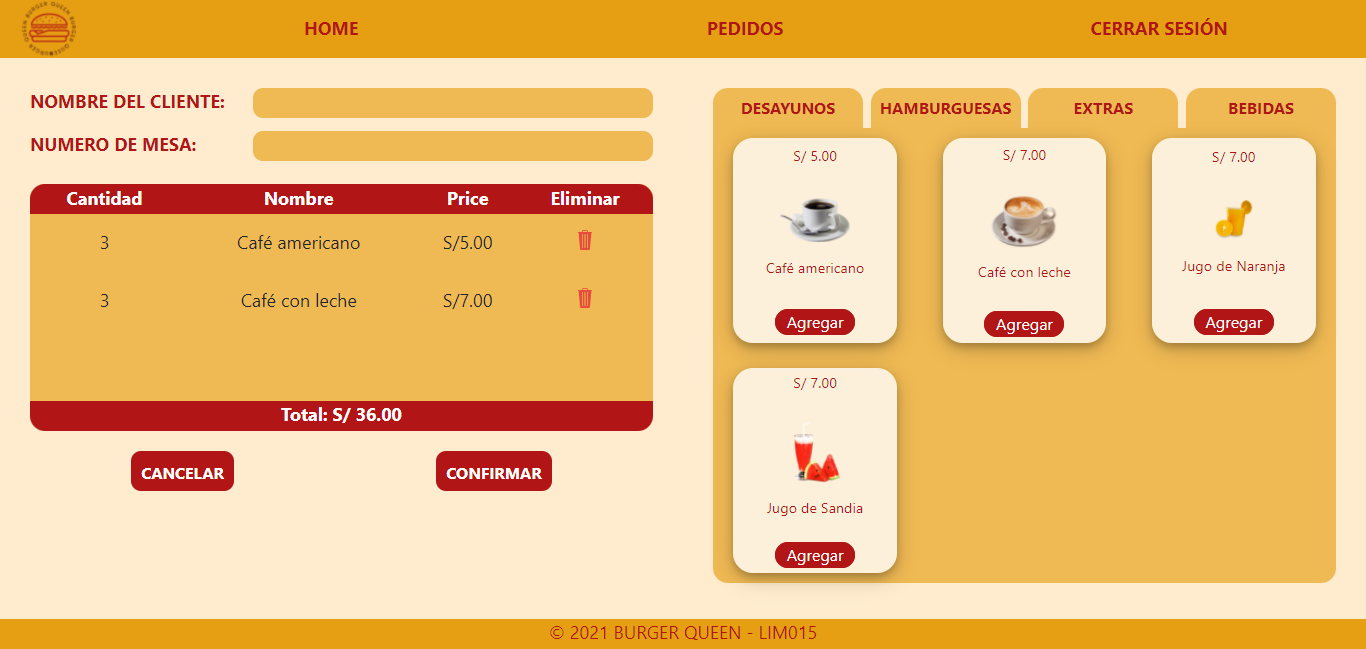 BURGER QUEEN BURGER QUEEN BURGER
HOME
PEDIDOS
CERRAR SESIÓN
NOMBRE DEL CLIENTE:
NUMERO DE MESA:
Cantidad Nombre Price Eliminar
3 Café americano S/5.00
3 Café con leche S/7.00
Total: S/ 36.00
CANCELAR
CONFIRMAR
DESAYUNOS
HAMBURGUESAS
EXTRAS
BEBIDAS
S/ 5.00
Café americano
Agregar
S/ 7.00
Café con leche
Agregar
S/ 7.00
Jugo de Naranja
Agregar
S/ 7.00
Jugo de Sandia
Agregar
© 2021 BURGER QUEEN - LIM015